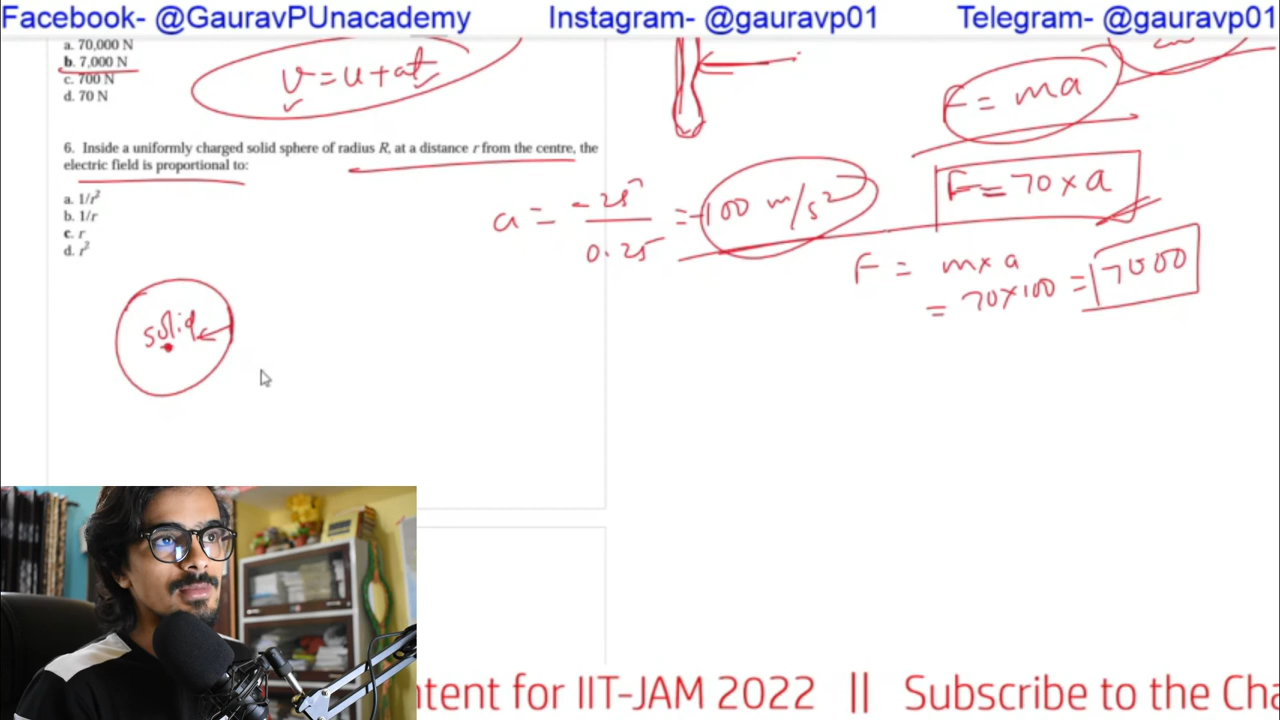 Facebook- @GauravPUnacademy Instagram- @gauravp01 Telegram- @gauravp01
a. 70,000 N
b. 7,000 N
c. 700 N
d. 70 N
v = u + at
F = ma
6. Inside a uniformly charged solid sphere of radius R, at a distance r from the centre, the
electric field is proportional to:
a. 1/r²
b. 1/r
c. r
d. r²
a = -25 / 0.25 = -100 m/s²
F = 70 × a
F = m × a
= 70 × 100 = 7000
solid
ntent for IIT-JAM 2022 || Subscribe to the Cha